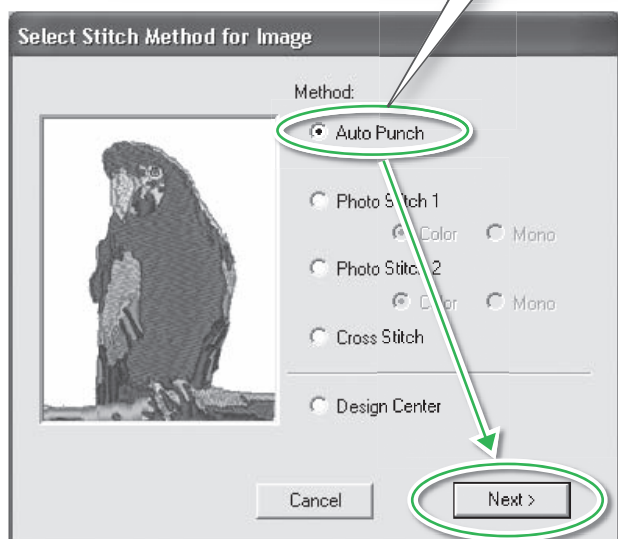 Select Stitch Method for Image
Method:
Auto Punch
Photo Stitch 1
Color Mono
Photo Stitch 2
Color Mono
Cross Stitch
Design Center
Cancel Next >